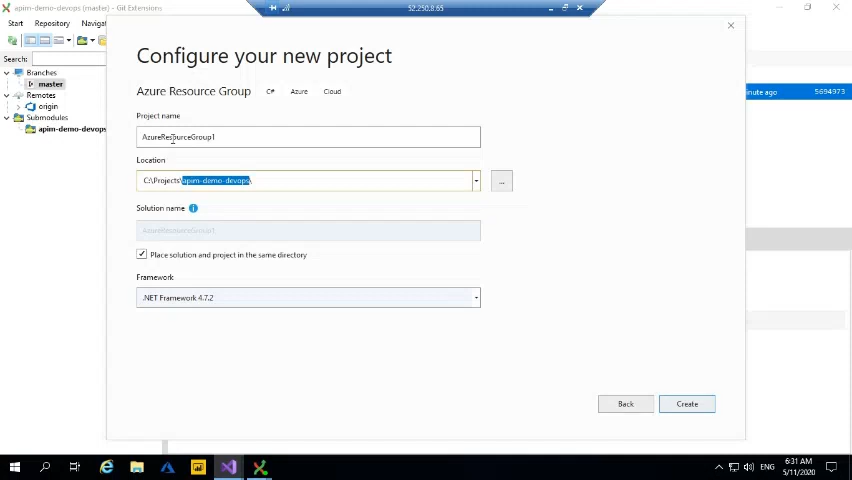 apim-demo-devops (master) - Git Extensions
52.250.8.65
Start Repository Navigat
Search:
Branches
master
Remotes
origin
Submodules
apim-demo-devops
Configure your new project
Azure Resource Group C# Azure Cloud
Project name
AzureResourceGroup1
Location
C:\Projects\apim-demo-devops\
...
Solution name
AzureResourceGroup1
Place solution and project in the same directory
Framework
.NET Framework 4.7.2
Back Create
inute ago 5694973
ENG
6:31 AM
5/11/2020